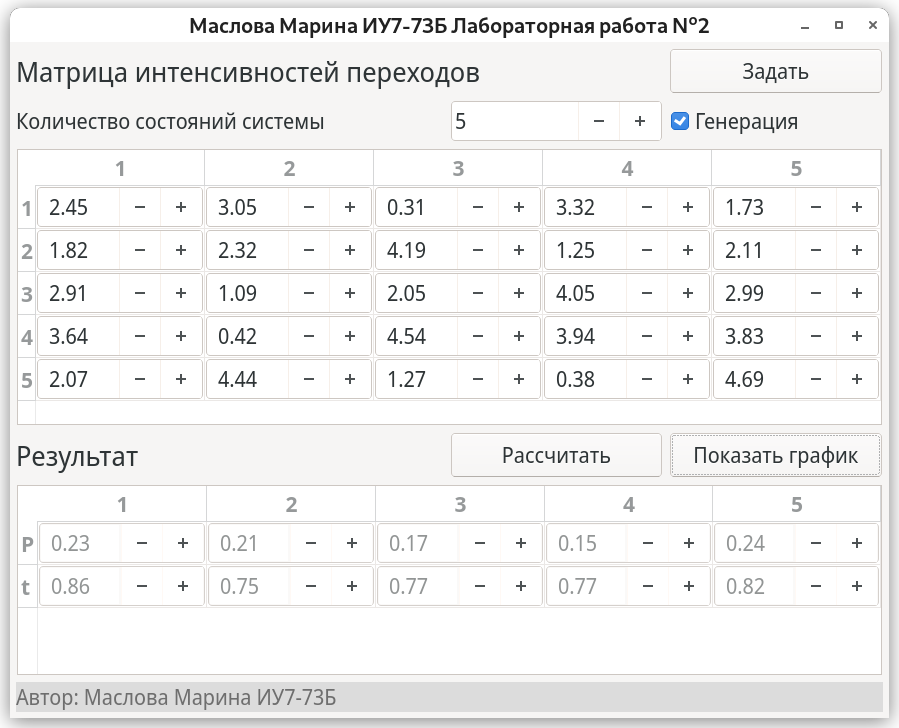 Маслова Марина ИУ7-73Б Лабораторная работа №2
Матрица интенсивностей переходов Задать
Количество состояний системы 5 − + Генерация
1 2 3 4 5
1 2.45 − + 3.05 − + 0.31 − + 3.32 − + 1.73 − +
2 1.82 − + 2.32 − + 4.19 − + 1.25 − + 2.11 − +
3 2.91 − + 1.09 − + 2.05 − + 4.05 − + 2.99 − +
4 3.64 − + 0.42 − + 4.54 − + 3.94 − + 3.83 − +
5 2.07 − + 4.44 − + 1.27 − + 0.38 − + 4.69 − +
Результат Рассчитать Показать график
1 2 3 4 5
P 0.23 − + 0.21 − + 0.17 − + 0.15 − + 0.24 − +
t 0.86 − + 0.75 − + 0.77 − + 0.77 − + 0.82 − +
Автор: Маслова Марина ИУ7-73Б